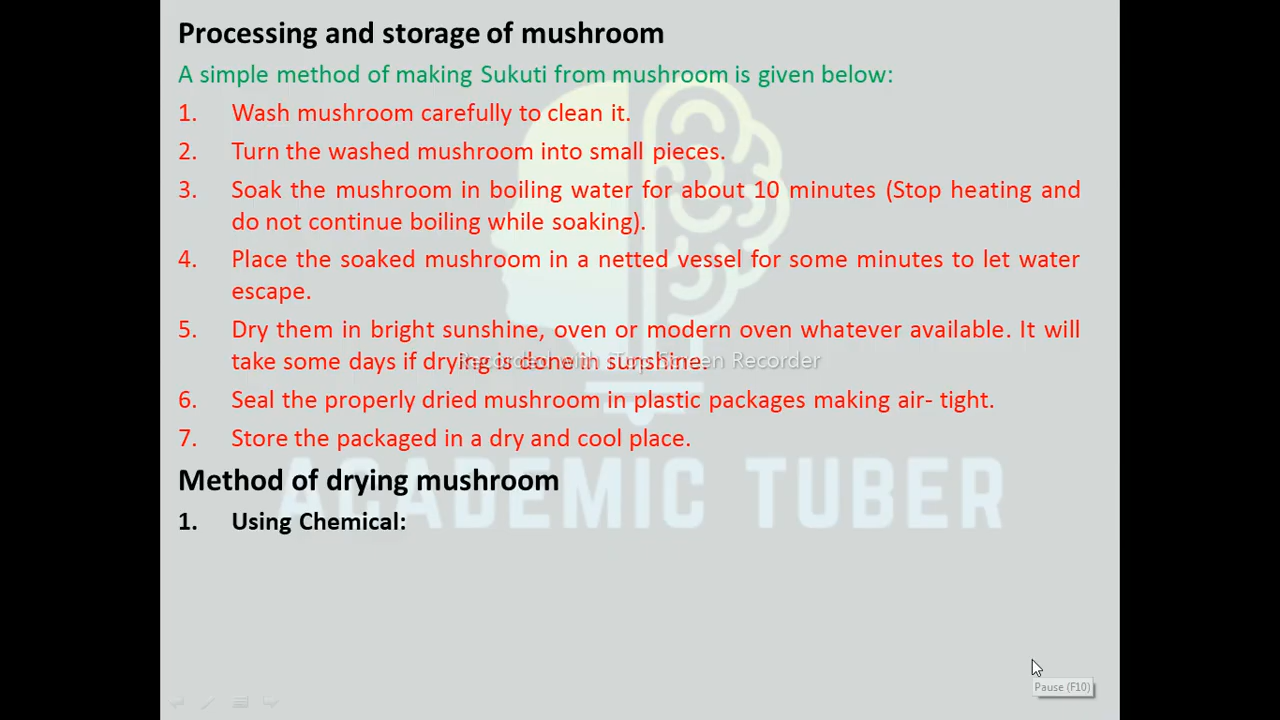 Processing and storage of mushroom
A simple method of making Sukuti from mushroom is given below:
1. Wash mushroom carefully to clean it.
2. Turn the washed mushroom into small pieces.
3. Soak the mushroom in boiling water for about 10 minutes (Stop heating and
do not continue boiling while soaking).
4. Place the soaked mushroom in a netted vessel for some minutes to let water
escape.
5. Dry them in bright sunshine, oven or modern oven whatever available. It will
take some days if drying is done in sunshine.
Recorded with iTop Screen Recorder
6. Seal the properly dried mushroom in plastic packages making air- tight.
7. Store the packaged in a dry and cool place.
Method of drying mushroom
ACADEMIC TUBER
1. Using Chemical:
Pause (F10)